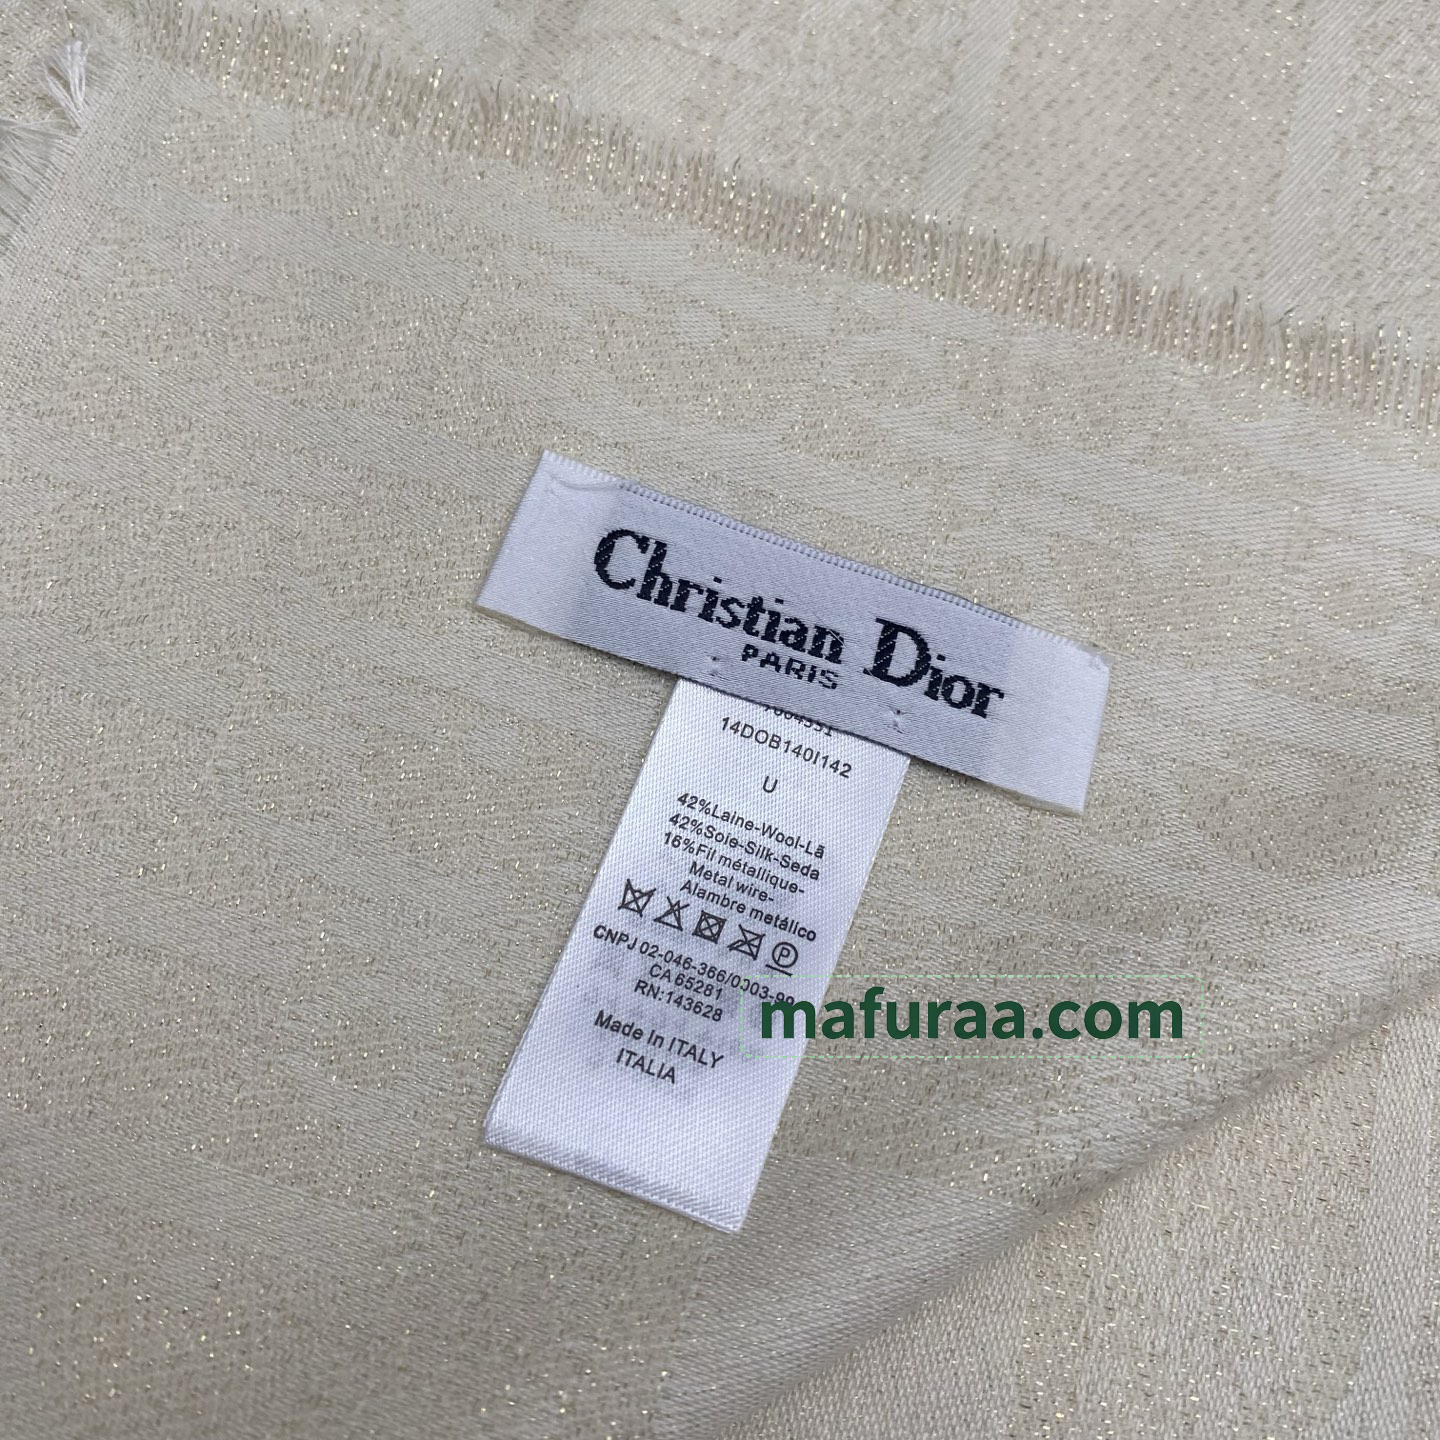 Christian Dior
PARIS
14DOB140I142
U
42%Laine-Wool-Lã
42%Soie-Silk-Seda
16%Fil métallique-
Metal wire-
Alambre metálico
CNPJ 02-046-366/0003-99
CA 65281
RN:143628
Made In ITALY
ITALIA
mafuraa.com